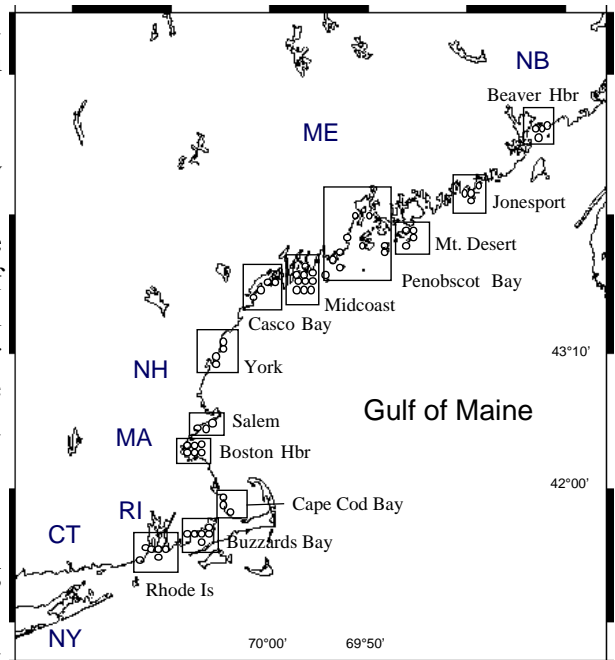 NB
Beaver Hbr
ME
Jonesport
Mt. Desert
Penobscot Bay
Midcoast
Casco Bay
43°10'
NH
York
Gulf of Maine
Salem
MA
Boston Hbr
42°00'
RI
Cape Cod Bay
CT
Buzzards Bay
Rhode Is
NY
70°00' 69°50'